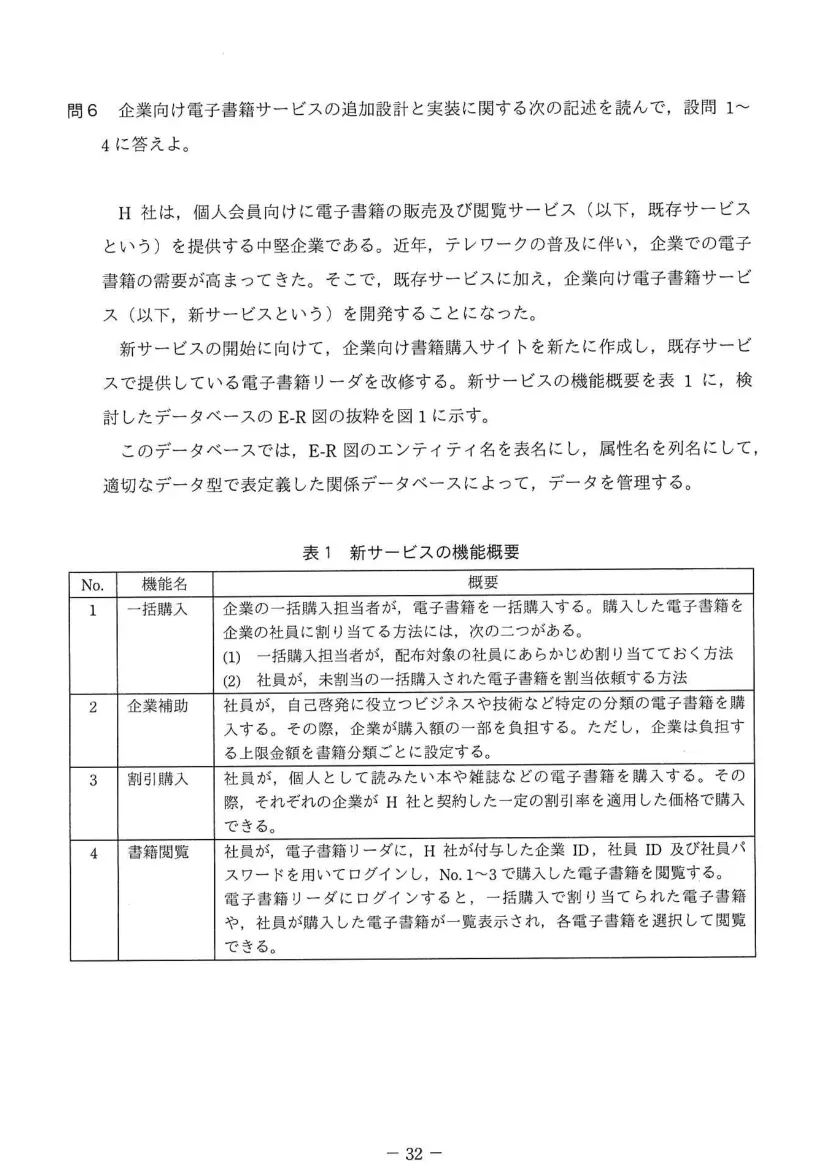 問6 企業向け電子書籍サービスの追加設計と実装に関する次の記述を読んで，設問 1～
4 に答えよ。
H 社は，個人会員向けに電子書籍の販売及び閲覧サービス（以下，既存サービス
という）を提供する中堅企業である。近年，テレワークの普及に伴い，企業での電子
書籍の需要が高まってきた。そこで，既存サービスに加え，企業向け電子書籍サービ
ス（以下，新サービスという）を開発することになった。
新サービスの開始に向けて，企業向け書籍購入サイトを新たに作成し，既存サービ
スで提供している電子書籍リーダを改修する。新サービスの機能概要を表 1 に，検
討したデータベースの E-R 図の抜粋を図 1 に示す。
このデータベースでは，E-R 図のエンティティ名を表名にし，属性名を列名にして，
適切なデータ型で表定義した関係データベースによって，データを管理する。
表 1 新サービスの機能概要
No. 機能名 概要
1 一括購入 企業の一括購入担当者が，電子書籍を一括購入する。購入した電子書籍を
企業の社員に割り当てる方法には，次の二つがある。
(1) 一括購入担当者が，配布対象の社員にあらかじめ割り当てておく方法
(2) 社員が，未割当の一括購入された電子書籍を割当依頼する方法
2 企業補助 社員が，自己啓発に役立つビジネスや技術など特定の分類の電子書籍を購
入する。その際，企業が購入額の一部を負担する。ただし，企業は負担す
る上限金額を書籍分類ごとに設定する。
3 割引購入 社員が，個人として読みたい本や雑誌などの電子書籍を購入する。その
際，それぞれの企業が H 社と契約した一定の割引率を適用した価格で購入
できる。
4 書籍閲覧 社員が，電子書籍リーダに，H 社が付与した企業 ID，社員 ID 及び社員パ
スワードを用いてログインし，No. 1～3 で購入した電子書籍を閲覧する。
電子書籍リーダにログインすると，一括購入で割り当てられた電子書籍
や，社員が購入した電子書籍が一覧表示され，各電子書籍を選択して閲覧
できる。
－ 32 －